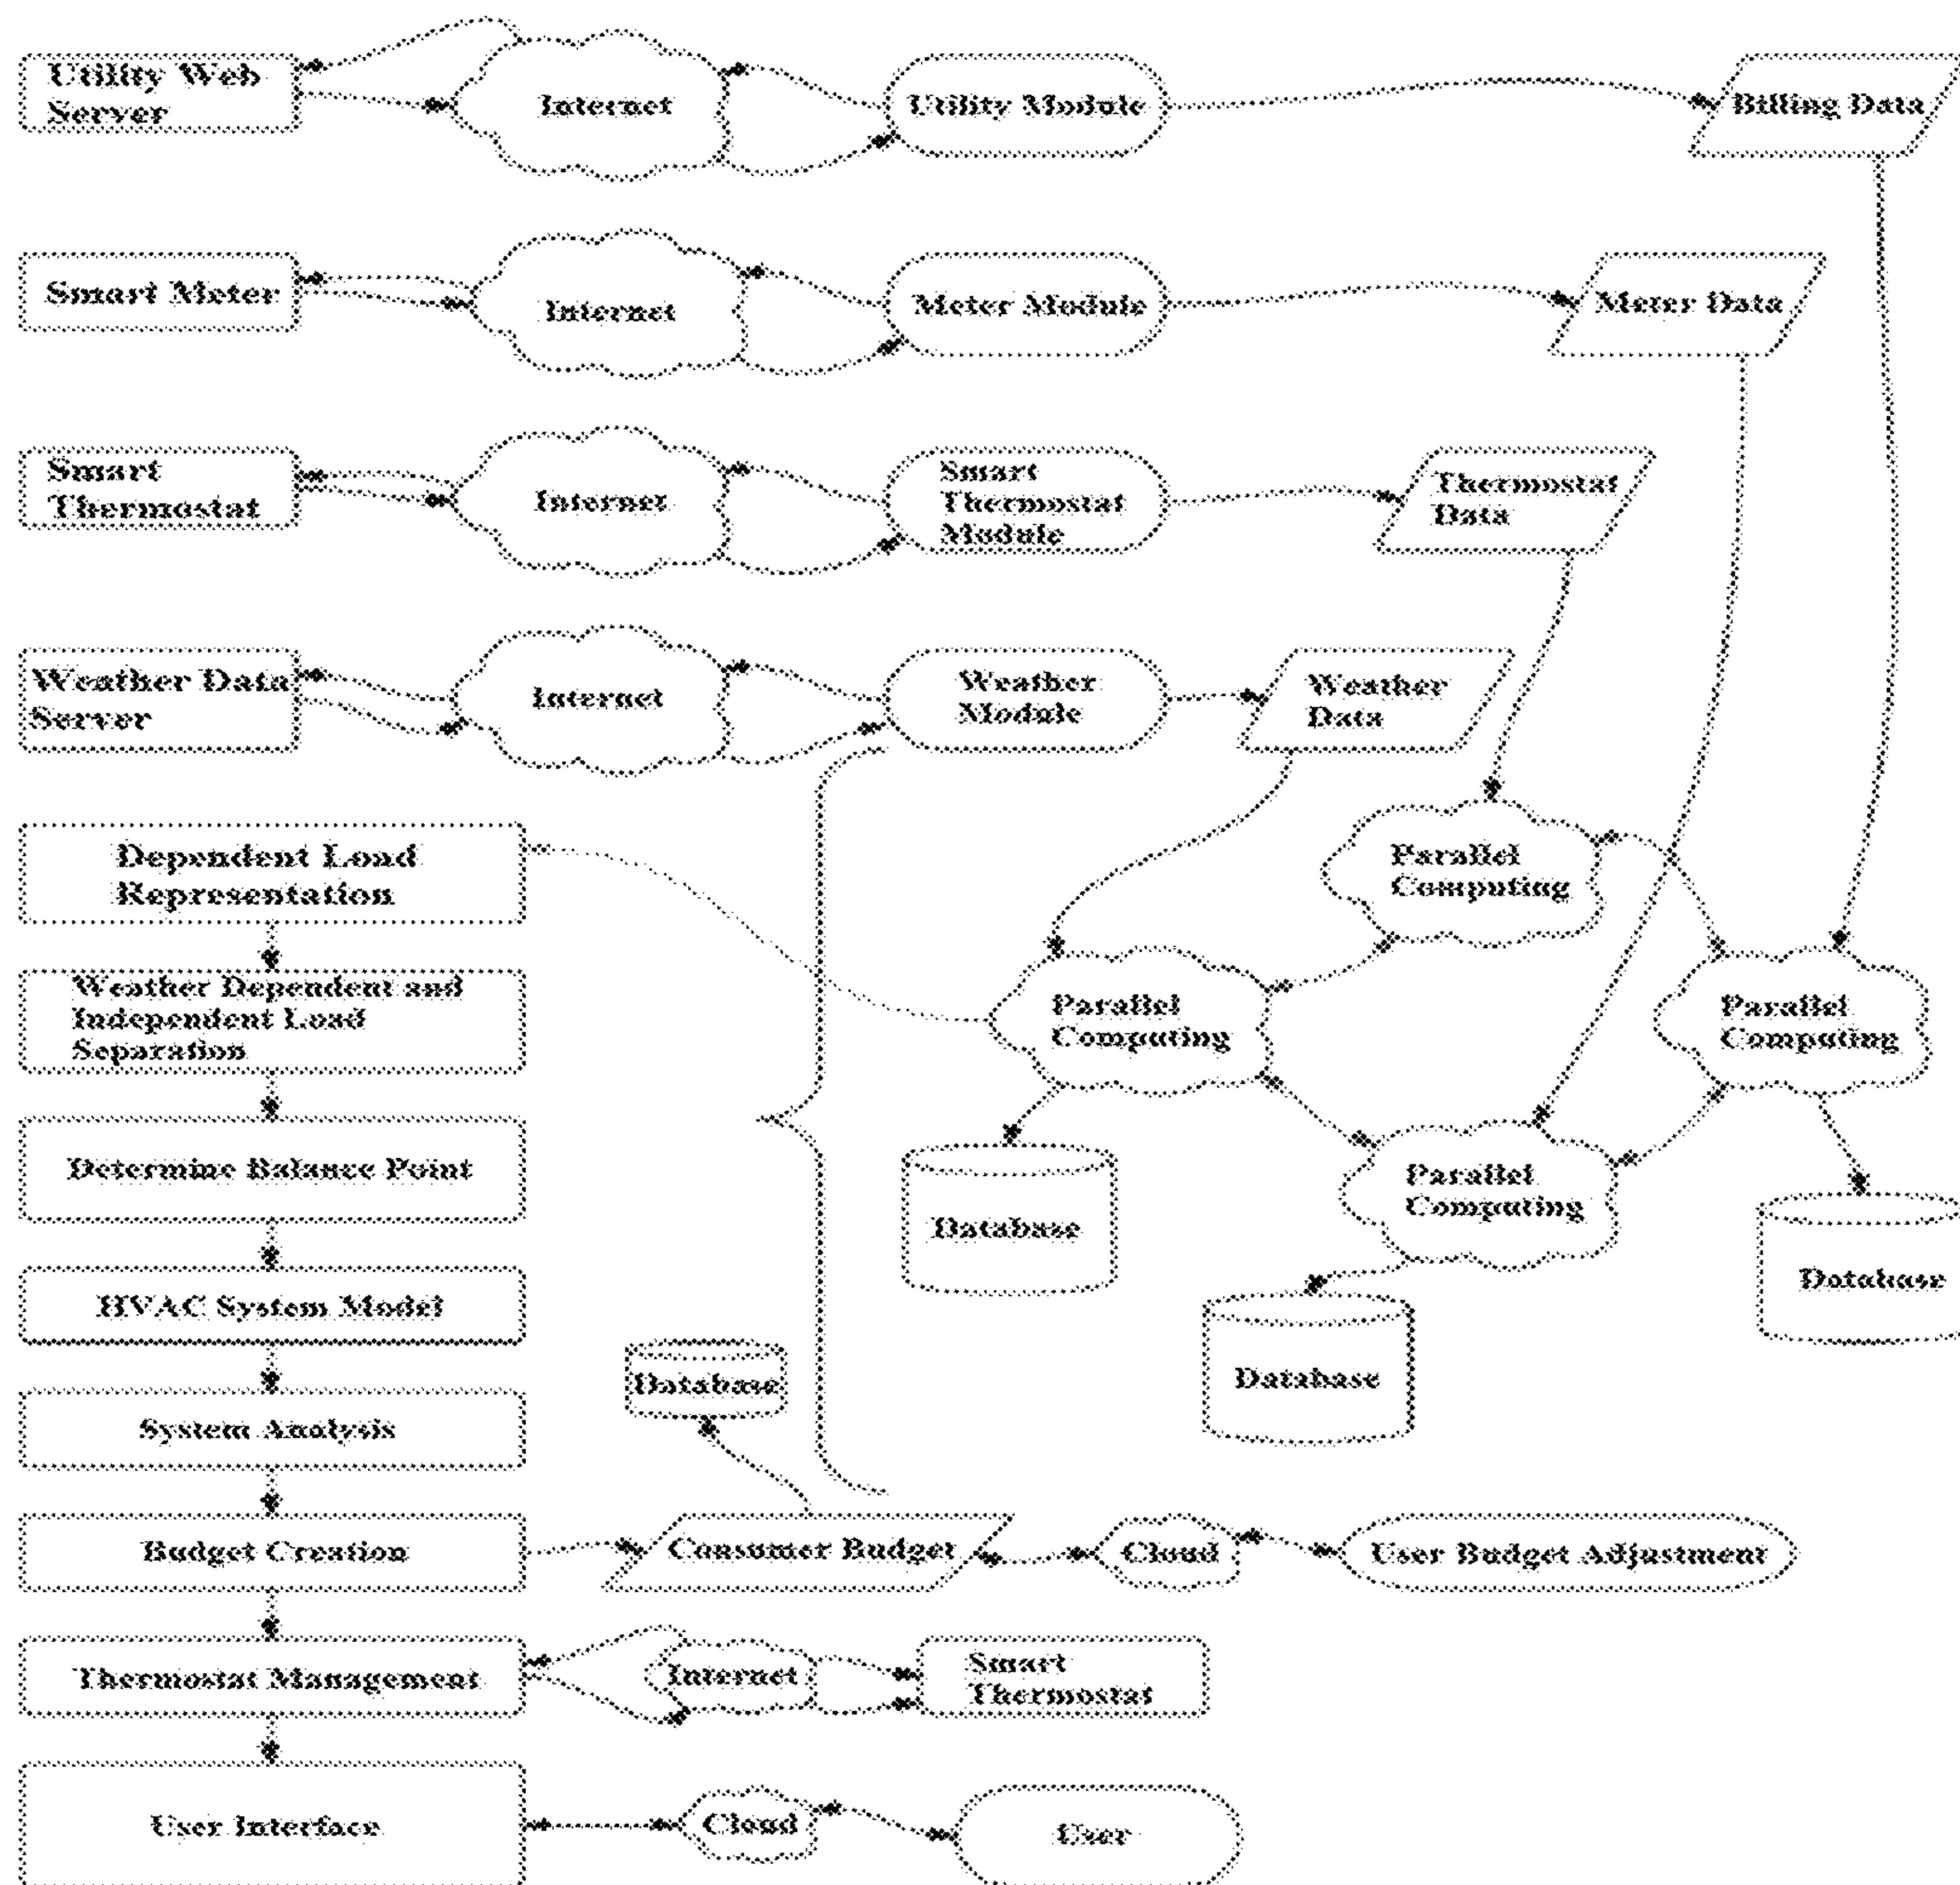 Utility Web
Server
Internet
Utility Module
Billing Data
Smart Meter
Internet
Meter Module
Meter Data
Smart
Thermostat
Internet
Smart
Thermostat
Module
Thermostat
Data
Weather Data
Server
Internet
Weather
Module
Weather
Data
Dependent Load
Representation
Parallel
Computing
Weather Dependent and
Independent Load
Separation
Parallel
Computing
Parallel
Computing
Determine Balance Point
Parallel
Computing
Database
HVAC System Model
Database
Database
Database
System Analysis
Budget Creation
Consumer Budget
Cloud
User Budget Adjustment
Thermostat Management
Internet
Smart
Thermostat
User Interface
Cloud
User